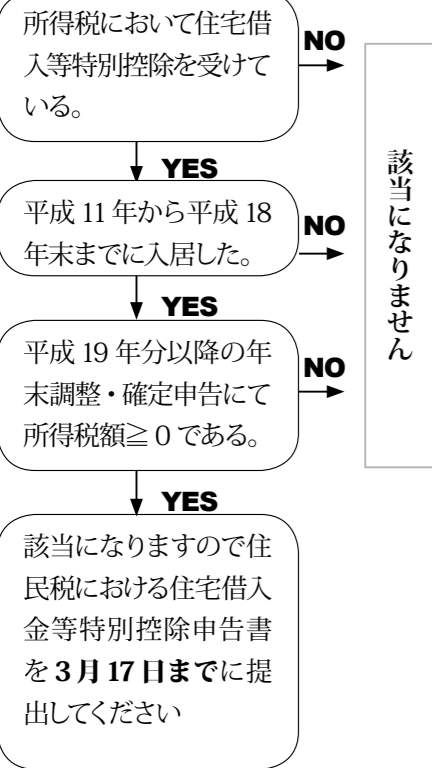 所得税において住宅借
入等特別控除を受けて
いる。
NO
YES
平成 11 年から平成 18
年末までに入居した。
NO
YES
平成 19 年分以降の年
末調整・確定申告にて
所得税額≧０である。
NO
YES
該当になりますので住
民税における住宅借入
金等特別控除申告書
を３月 17 日までに提
出してください
該当になりません